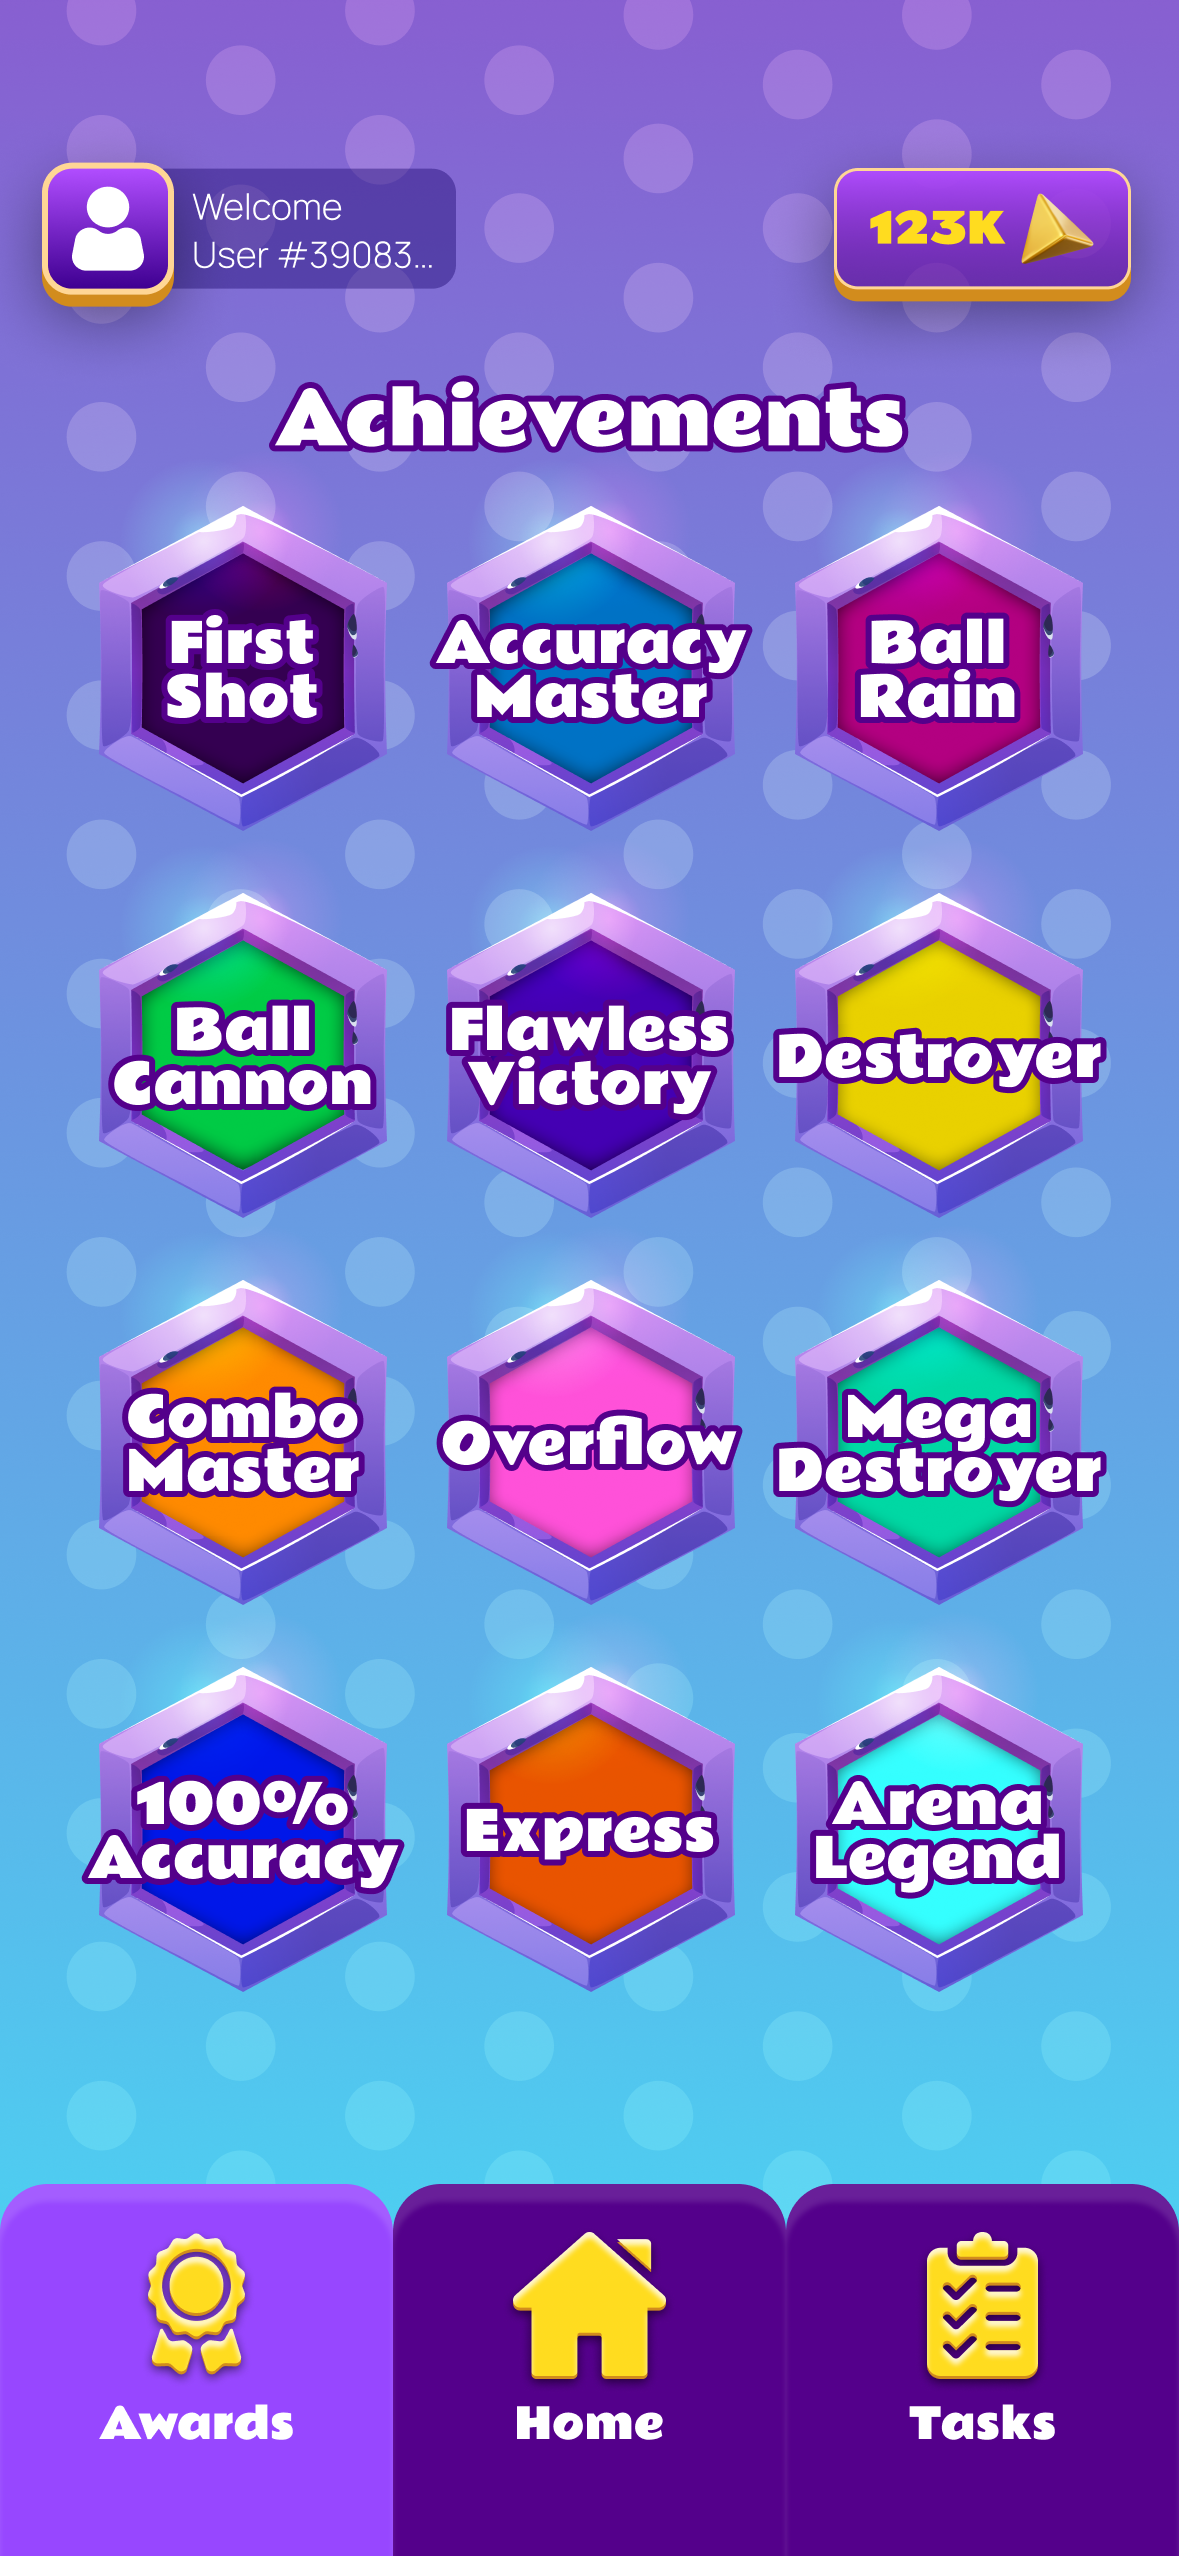 Welcome
User #39083...
123K
Achievements
First
Shot
Accuracy
Master
Ball
Rain
Ball
Cannon
Flawless
Victory
Destroyer
Combo
Master
Overflow
Mega
Destroyer
100%
Accuracy
Express
Arena
Legend
Awards
Home
Tasks